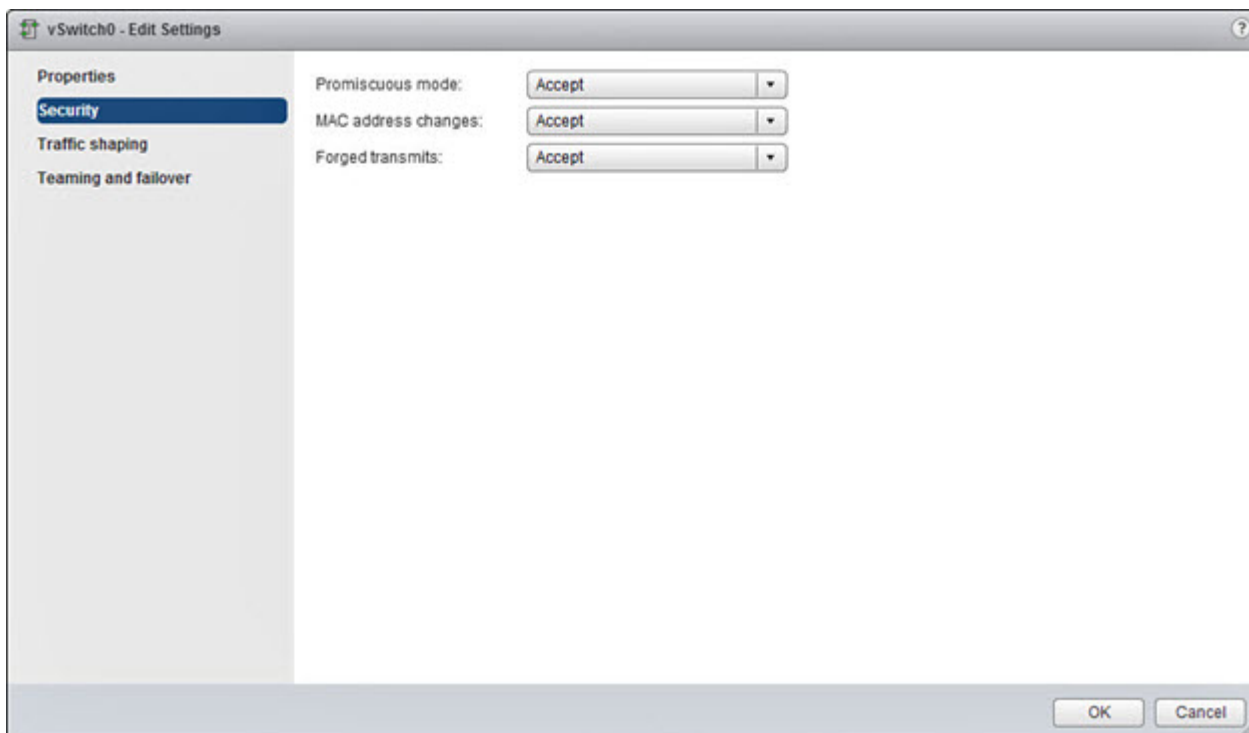 vSwitch0 - Edit Settings
?
Properties
Security
Traffic shaping
Teaming and failover
Promiscuous mode: Accept
MAC address changes: Accept
Forged transmits: Accept
OK Cancel